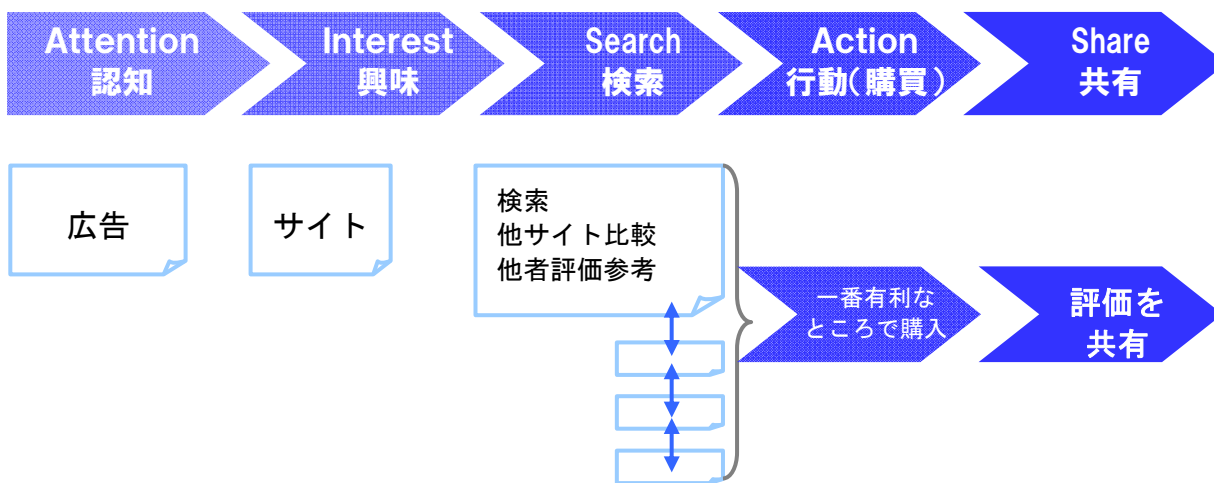 Attention
認知
Interest
興味
Search
検索
Action
行動(購買)
Share
共有
広告
サイト
検索
他サイト比較
他者評価参考
一番有利な
ところで購入
評価を
共有